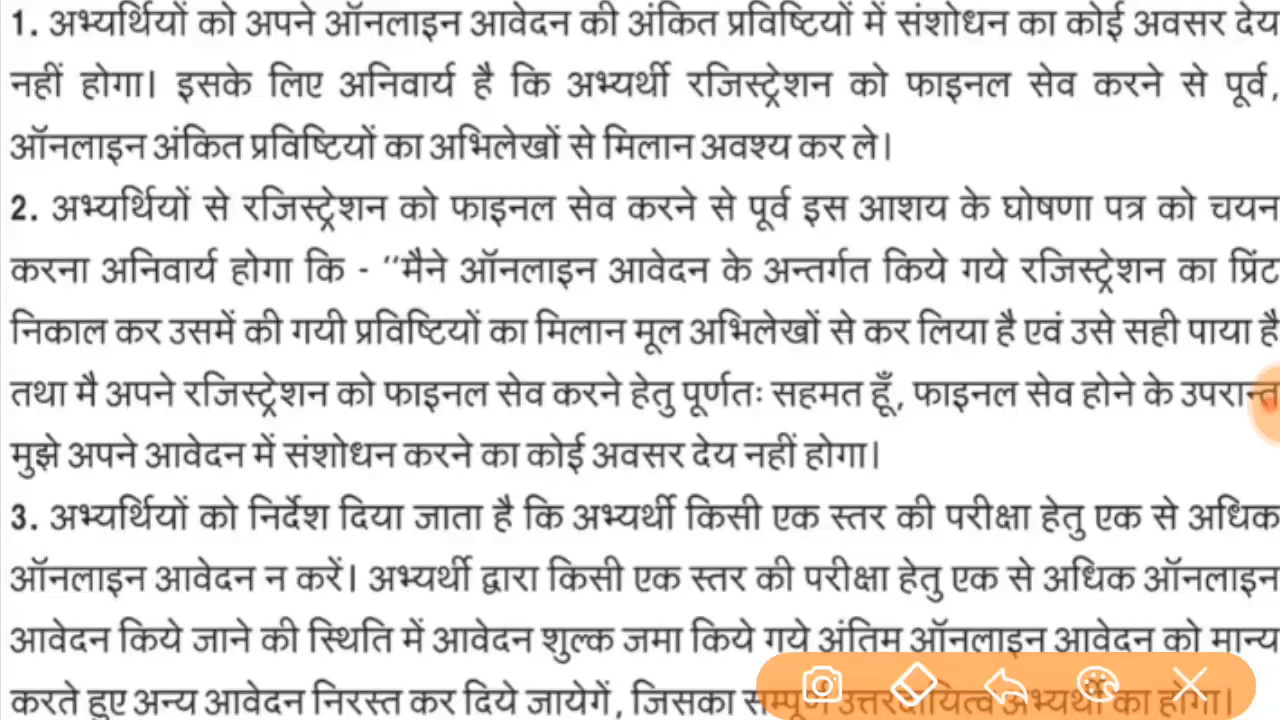 1. अभ्यर्थियों को अपने ऑनलाइन आवेदन की अंकित प्रविष्टियों में संशोधन का कोई अवसर देय
नहीं होगा। इसके लिए अनिवार्य है कि अभ्यर्थी रजिस्ट्रेशन को फाइनल सेव करने से पूर्व,
ऑनलाइन अंकित प्रविष्टियों का अभिलेखों से मिलान अवश्य कर ले।
2. अभ्यर्थियों से रजिस्ट्रेशन को फाइनल सेव करने से पूर्व इस आशय के घोषणा पत्र को चयन
करना अनिवार्य होगा कि - ''मैने ऑनलाइन आवेदन के अन्तर्गत किये गये रजिस्ट्रेशन का प्रिंट
निकाल कर उसमें की गयी प्रविष्टियों का मिलान मूल अभिलेखों से कर लिया है एवं उसे सही पाया है
तथा मै अपने रजिस्ट्रेशन को फाइनल सेव करने हेतु पूर्णतः सहमत हूँ, फाइनल सेव होने के उपरान्त
मुझे अपने आवेदन में संशोधन करने का कोई अवसर देय नहीं होगा।
3. अभ्यर्थियों को निर्देश दिया जाता है कि अभ्यर्थी किसी एक स्तर की परीक्षा हेतु एक से अधिक
ऑनलाइन आवेदन न करें। अभ्यर्थी द्वारा किसी एक स्तर की परीक्षा हेतु एक से अधिक ऑनलाइन
आवेदन किये जाने की स्थिति में आवेदन शुल्क जमा किये गये अंतिम ऑनलाइन आवेदन को मान्य
करते हुए अन्य आवेदन निरस्त कर दिये जायेगें, जिसका सम्पूर्ण उत्तरदायित्व अभ्यर्थी का होगा।